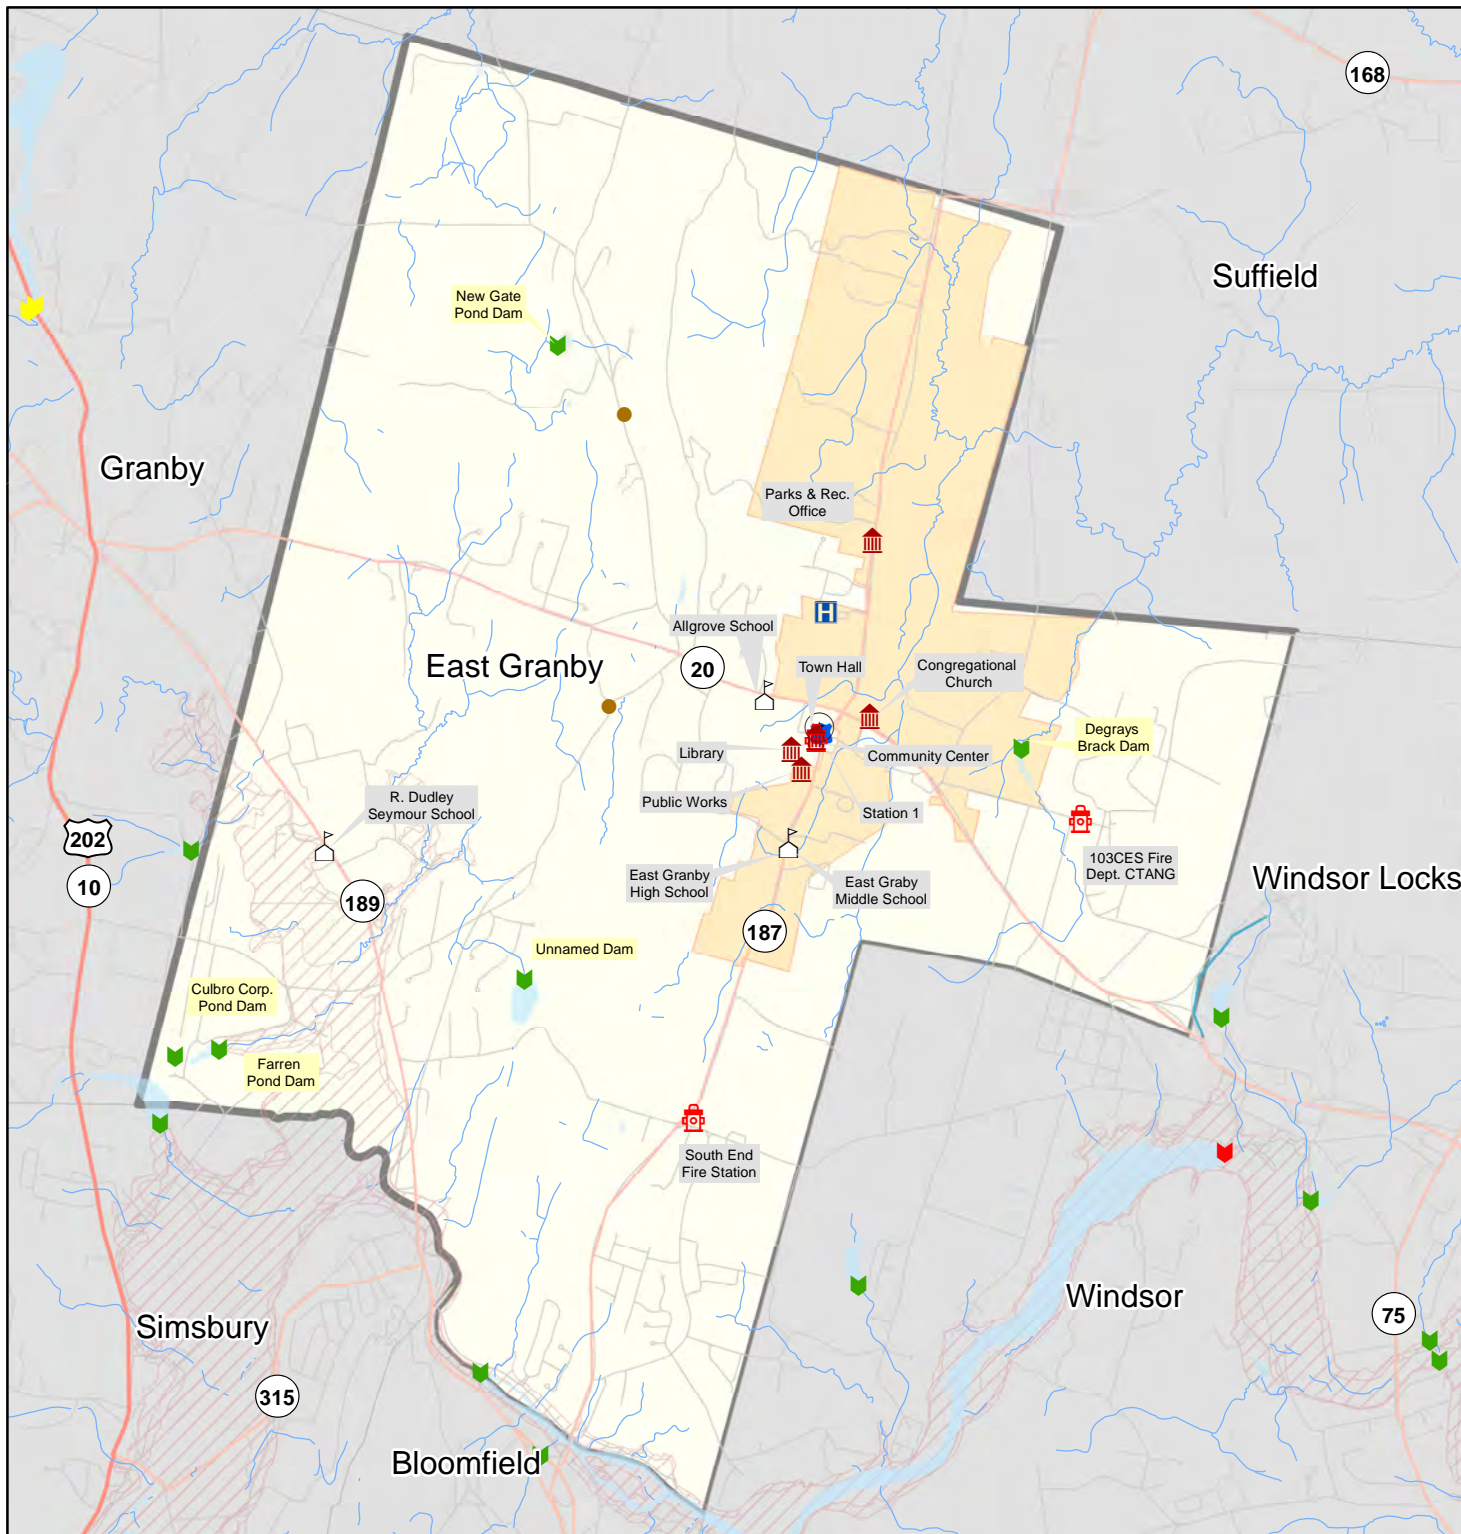 168
Suffield
New Gate
Pond Dam
Granby
Parks & Rec.
Office
H
Allgrove School
East Granby
20
Town Hall
Congregational
Church
Degrays
Brack Dam
Library
Community Center
Public Works
Station 1
R. Dudley
Seymour School
202
10
103CES Fire
Dept. CTANG
East Granby
High School
East Graby
Middle School
Windsor Locks
189
187
Unnamed Dam
Culbro Corp.
Pond Dam
Farren
Pond Dam
South End
Fire Station
Windsor
Simsbury
75
315
Bloomfield